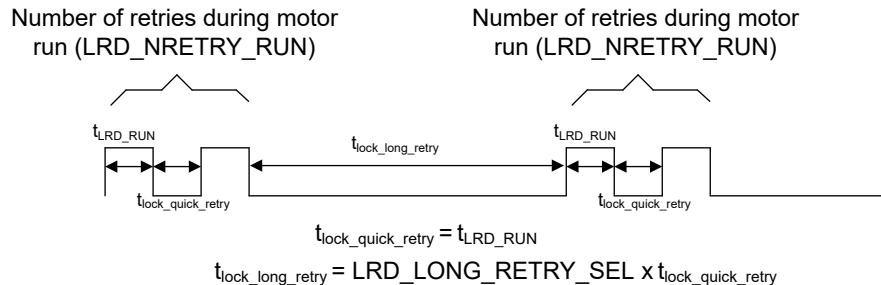 Number of retries during motor
run (LRD_NRETRY_RUN)
Number of retries during motor
run (LRD_NRETRY_RUN)
tLRD_RUN
tlock_long_retry
tLRD_RUN
tlock_quick_retry
tlock_quick_retry
tlock_quick_retry = tLRD_RUN
tlock_long_retry = LRD_LONG_RETRY_SEL x tlock_quick_retry